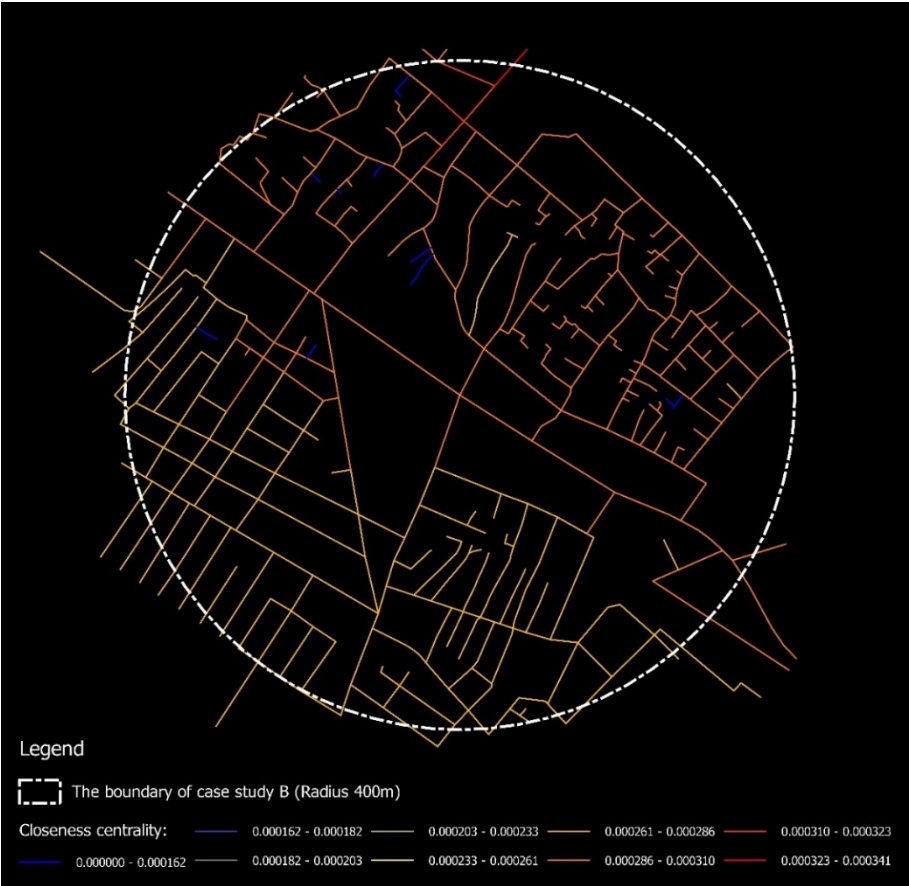 Legend
The boundary of case study B (Radius 400m)
Closeness centrality:
0.000162 - 0.000182
0.000203 - 0.000233
0.000261 - 0.000286
0.000310 - 0.000323
0.000000 - 0.000162
0.000182 - 0.000203
0.000233 - 0.000261
0.000286 - 0.000310
0.000323 - 0.000341